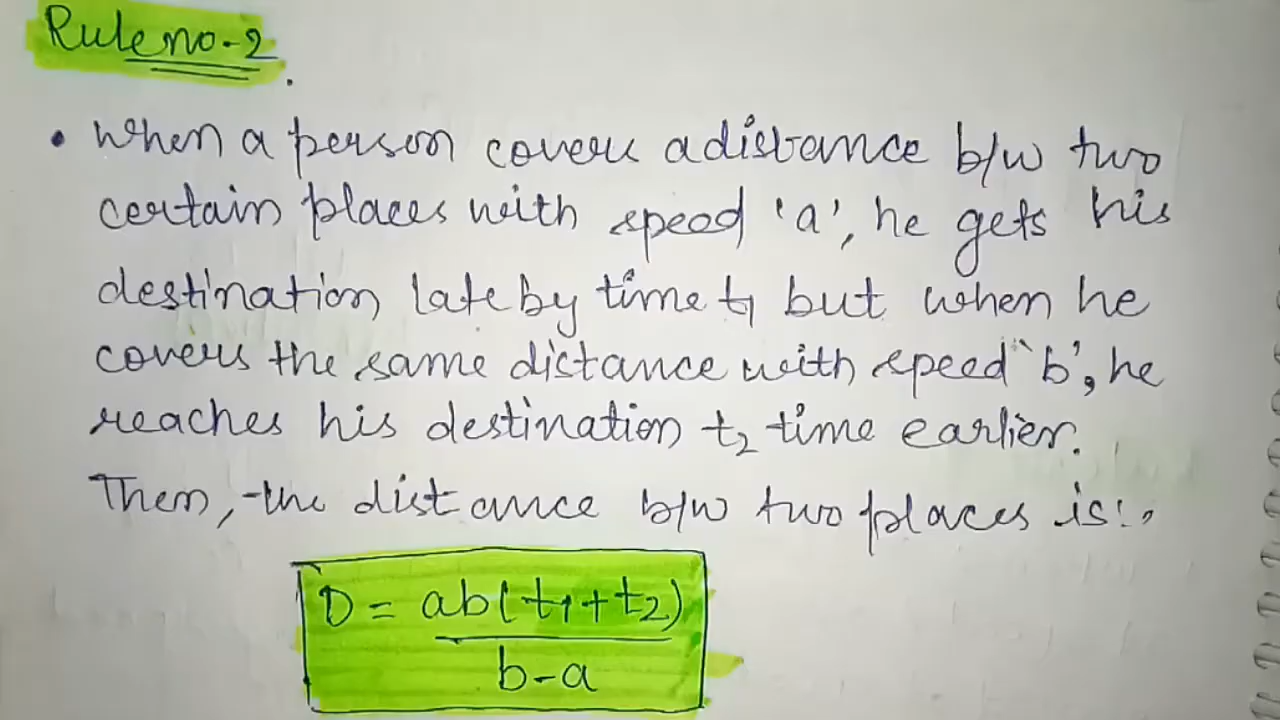 Rule no-2.
• When a person covers a distance b/w two
certain places with speed 'a', he gets his
destination late by time t₁ but when he
covers the same distance with speed 'b', he
reaches his destination t₂ time earlier.
Then, the distance b/w two places is:,
D = ab(t₁+t₂)
b-a